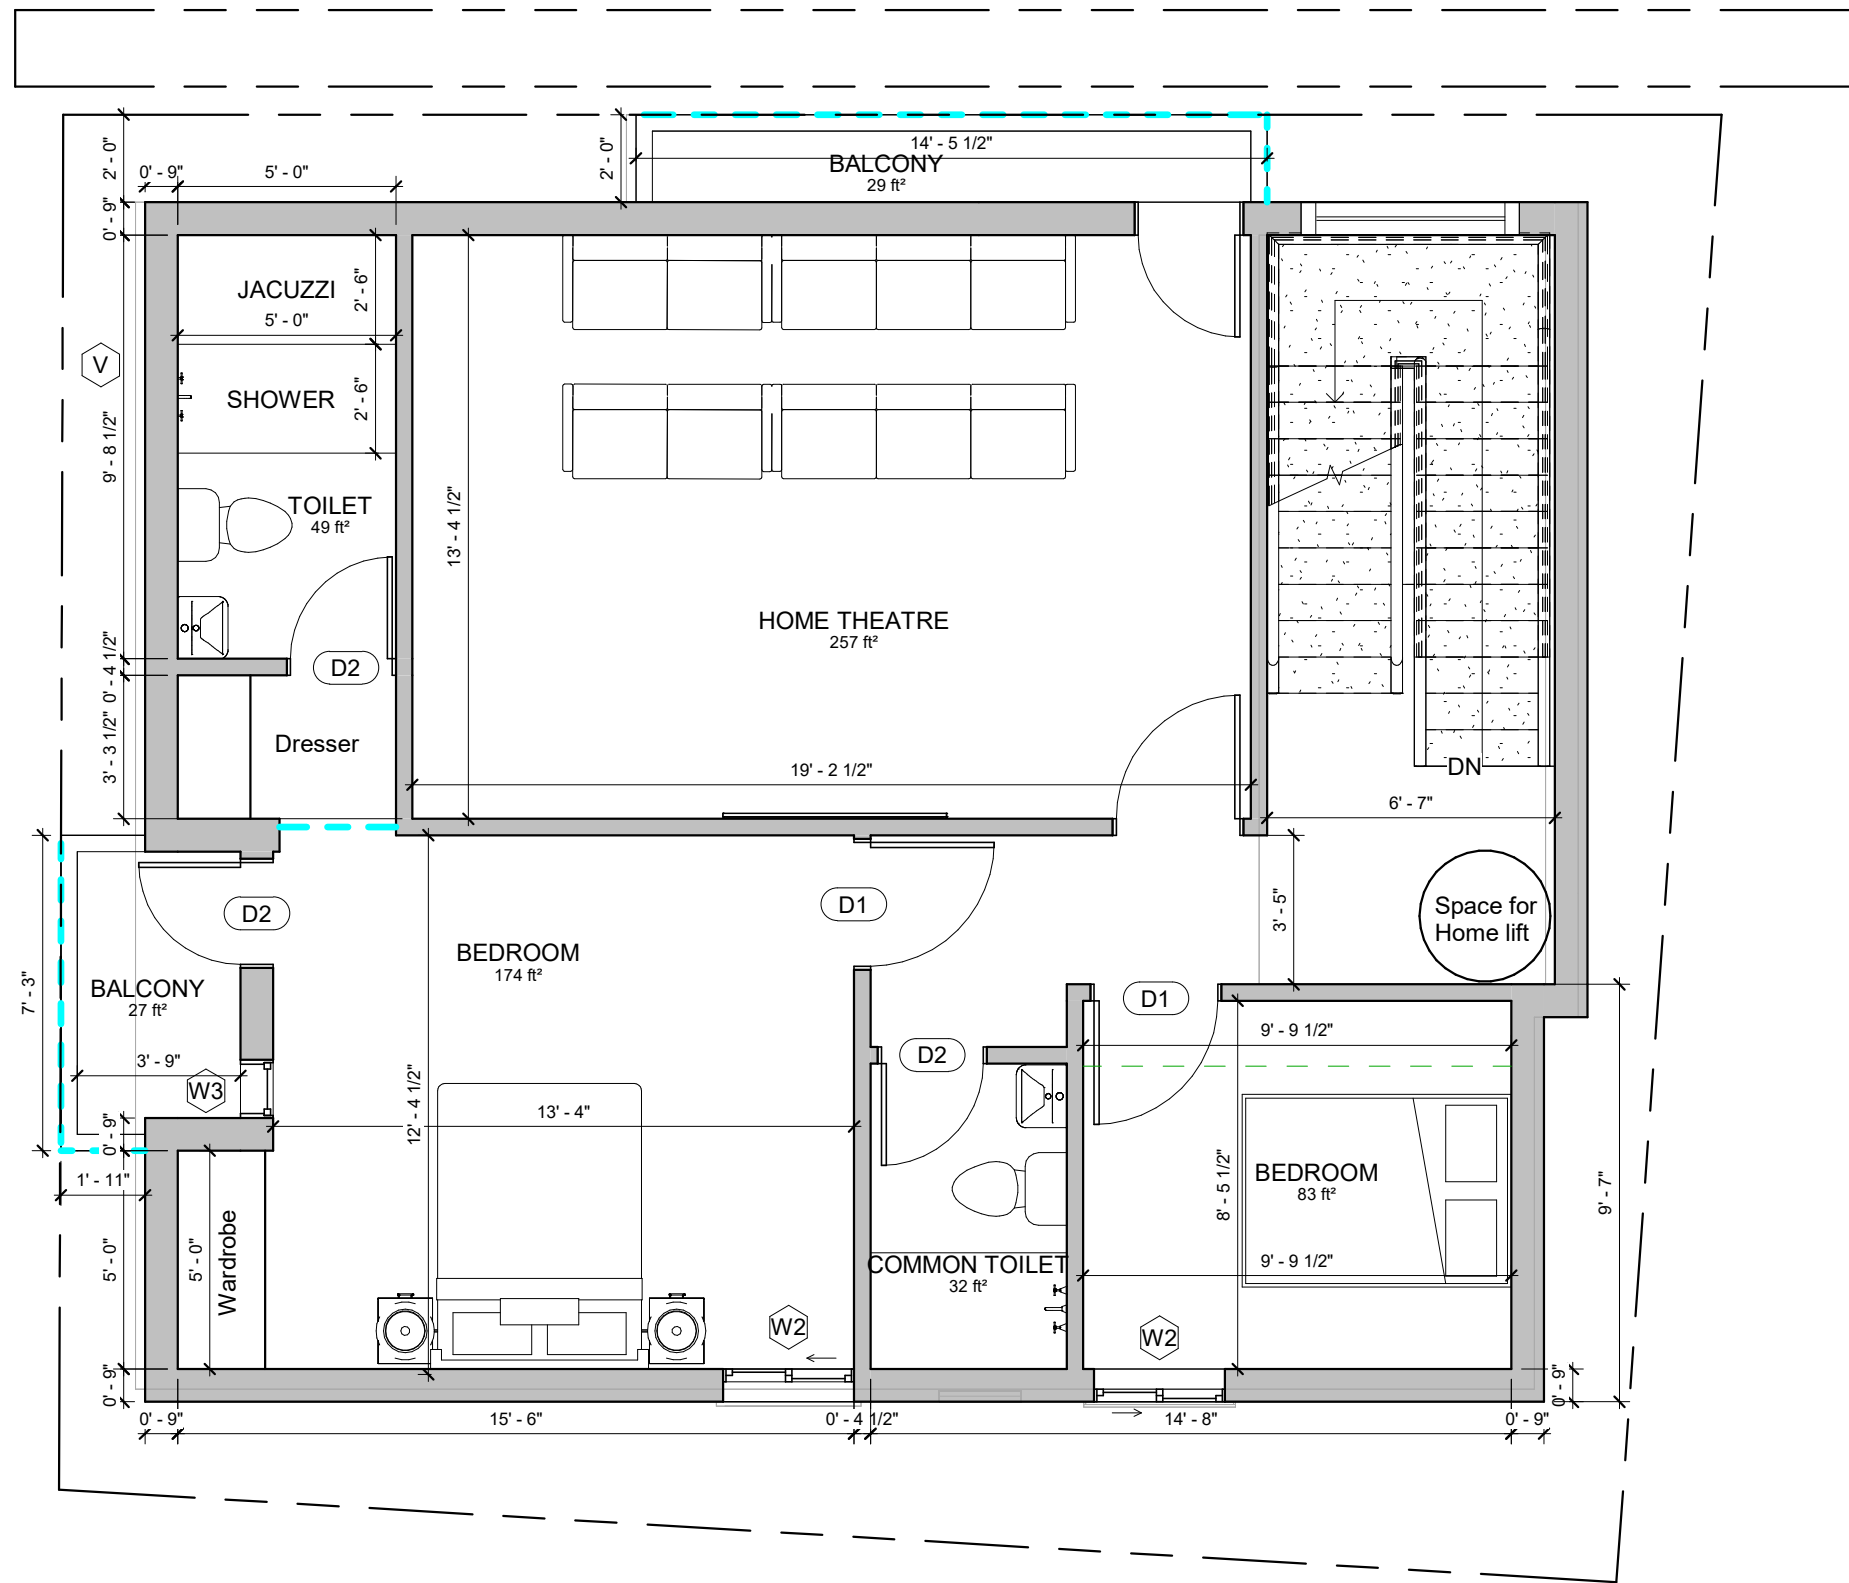 2' - 0"
0' - 9"
5' - 0"
2' - 0"
14' - 5 1/2"
BALCONY
29 ft²
0' - 9"
JACUZZI
2' - 6"
5' - 0"
V
SHOWER
2' - 6"
9' - 8 1/2"
TOILET
49 ft²
13' - 4 1/2"
HOME THEATRE
257 ft²
0' - 4 1/2"
D2
3' - 3 1/2"
Dresser
19' - 2 1/2"
DN
6' - 7"
D2
D1
3' - 5"
Space for
Home lift
BEDROOM
174 ft²
7' - 3"
BALCONY
27 ft²
D1
9' - 9 1/2"
D2
3' - 9"
W3
12' - 4 1/2"
13' - 4"
0' - 9"
1' - 11"
BEDROOM
83 ft²
8' - 5 1/2"
9' - 7"
5' - 0"
5' - 0"
Wardrobe
COMMON TOILET
32 ft²
9' - 9 1/2"
W2
W2
0' - 9"
0' - 9"
0' - 9"
15' - 6"
0' - 4 1/2"
14' - 8"
0' - 9"